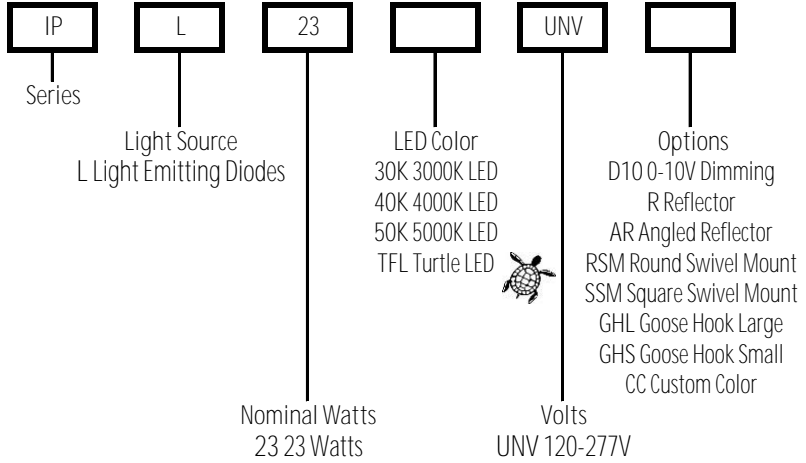 IP L 23 UNV
Series
Light Source
L Light Emitting Diodes
LED Color
30K 3000K LED
40K 4000K LED
50K 5000K LED
TFL Turtle LED
Options
D10 0-10V Dimming
R Reflector
AR Angled Reflector
RSM Round Swivel Mount
SSM Square Swivel Mount
GHL Goose Hook Large
GHS Goose Hook Small
CC Custom Color
Nominal Watts
23 23 Watts
Volts
UNV 120-277V